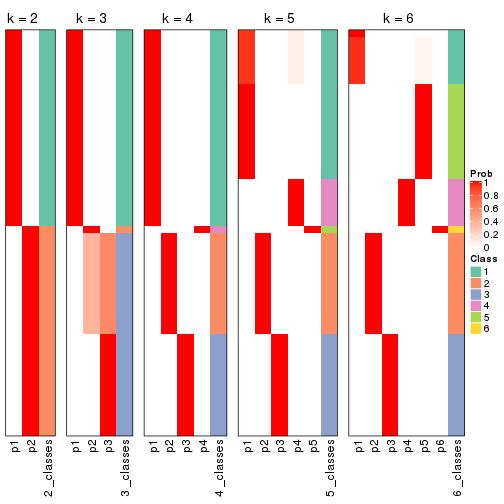 k = 2
k = 3
k = 4
k = 5
k = 6
Prob
1
0.8
0.6
0.4
0.2
0
Class
1
2
3
4
5
6
p1
p2
2_classes
p1
p2
p3
3_classes
p1
p2
p3
p4
4_classes
p1
p2
p3
p4
p5
5_classes
p1
p2
p3
p4
p5
p6
6_classes